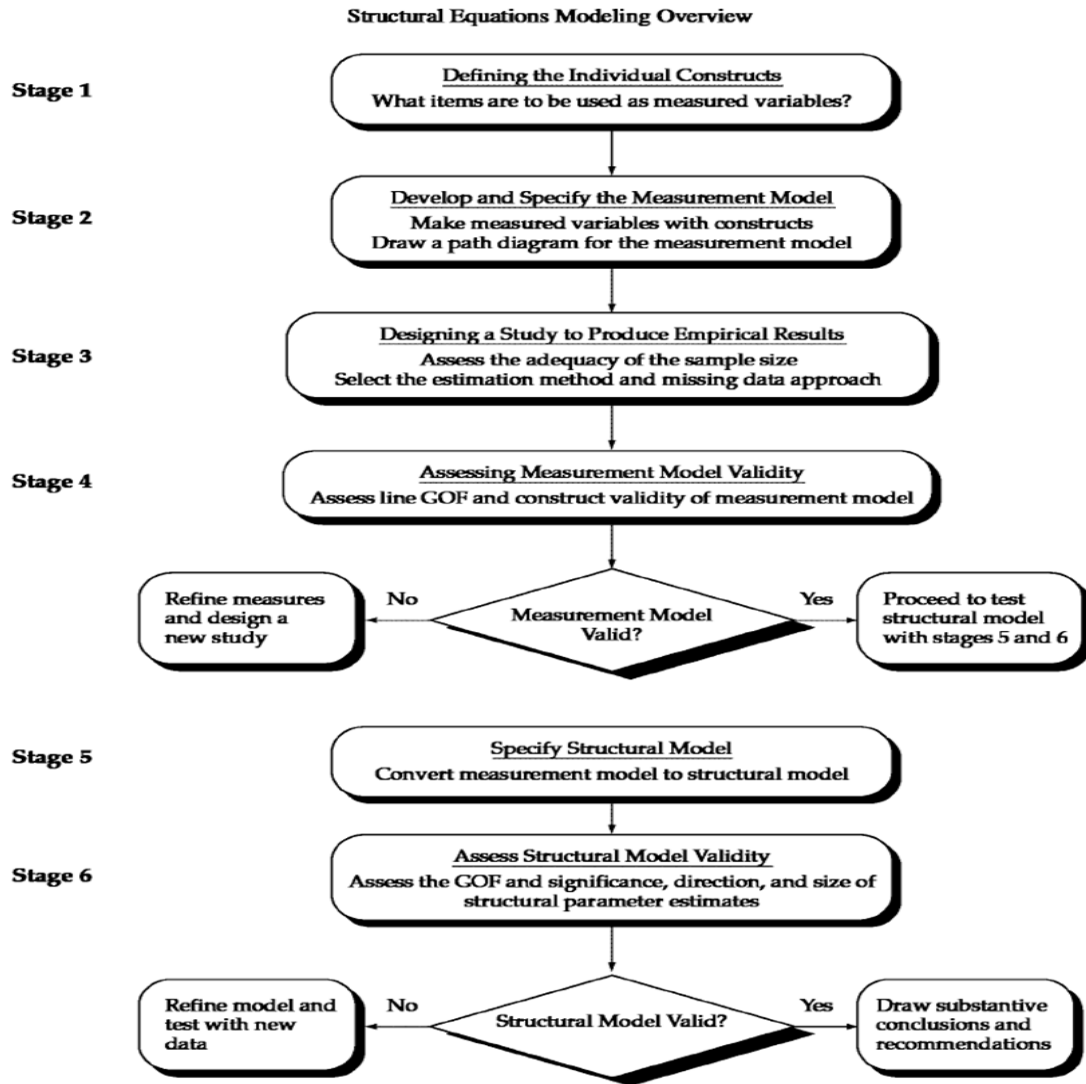 Structural Equations Modeling Overview
Stage 1
Defining the Individual Constructs
What items are to be used as measured variables?
Stage 2
Develop and Specify the Measurement Model
Make measured variables with constructs
Draw a path diagram for the measurement model
Stage 3
Designing a Study to Produce Empirical Results
Assess the adequacy of the sample size
Select the estimation method and missing data approach
Stage 4
Assessing Measurement Model Validity
Assess line GOF and construct validity of measurement model
Refine measures
and design a
new study
No
Measurement Model
Valid?
Yes
Proceed to test
structural model
with stages 5 and 6
Stage 5
Specify Structural Model
Convert measurement model to structural model
Stage 6
Assess Structural Model Validity
Assess the GOF and significance, direction, and size of
structural parameter estimates
Refine model and
test with new
data
No
Structural Model Valid?
Yes
Draw substantive
conclusions and
recommendations